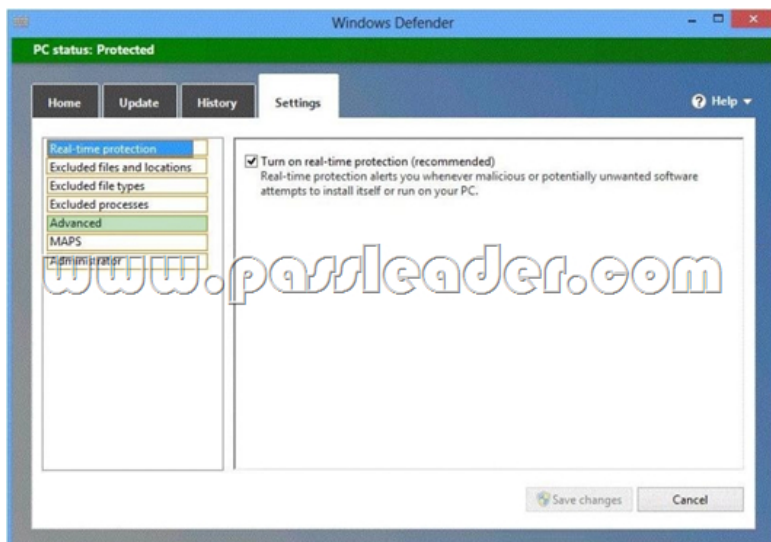 Windows Defender
PC status: Protected
Home
Update
History
Settings
Help
Real-time protection
Excluded files and locations
Excluded file types
Excluded processes
Advanced
MAPS
Administrator
Turn on real-time protection (recommended)
Real-time protection alerts you whenever malicious or potentially unwanted software
attempts to install itself or run on your PC.
www.passleader.com
Save changes
Cancel